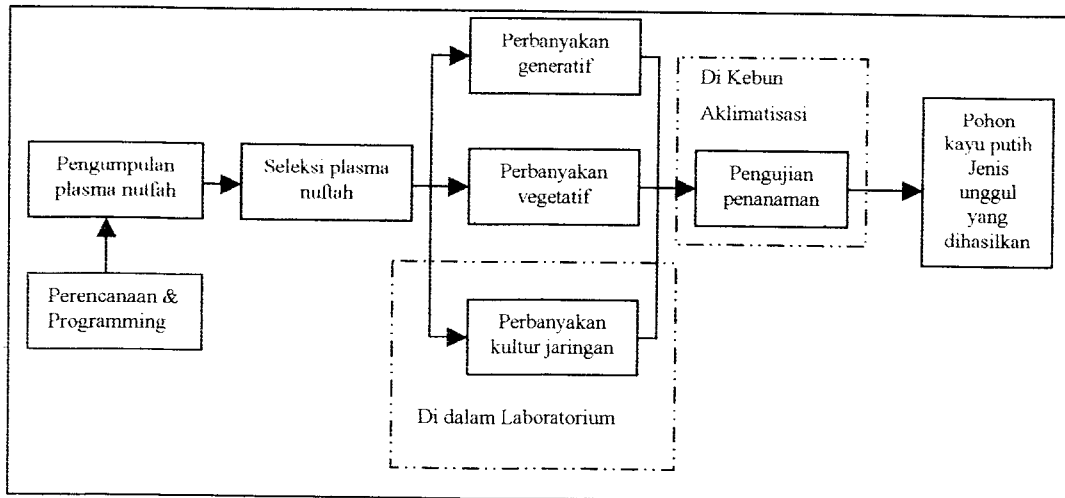 Perbanyakan
generatif
Di Kebun
Aklimatisasi
Pengumpulan
plasma nutfah
Seleksi plasma
nuftah
Perbanyakan
vegetatif
Pengujian
penanaman
Pohon
kayu putih
Jenis
unggul
yang
dihasilkan
Perencanaan &
Programming
Perbanyakan
kultur jaringan
Di dalam Laboratorium